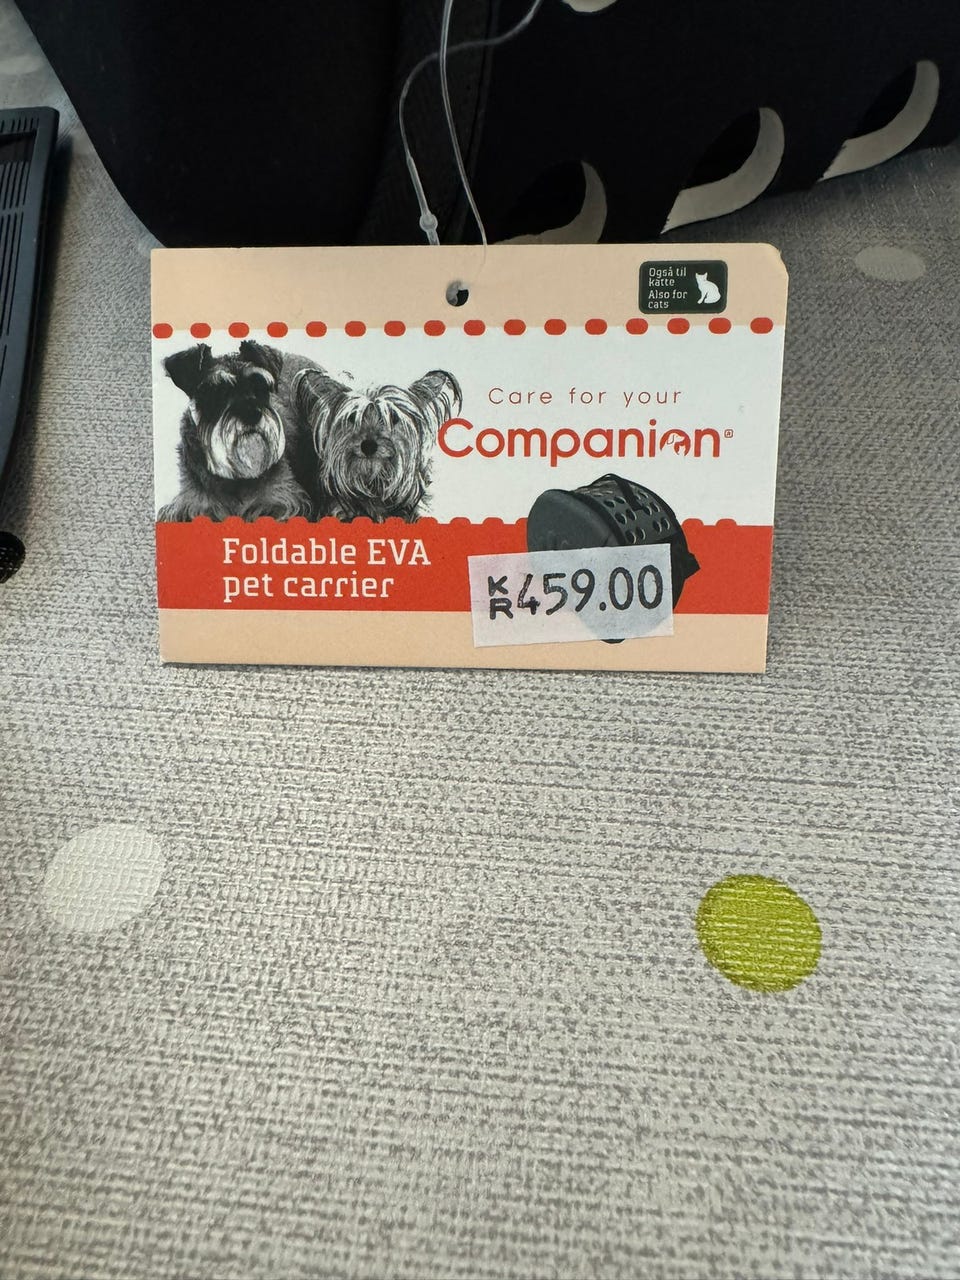 Også til
katte
Also for
cats
Care for your
Companion
Foldable EVA
pet carrier
KR459.00